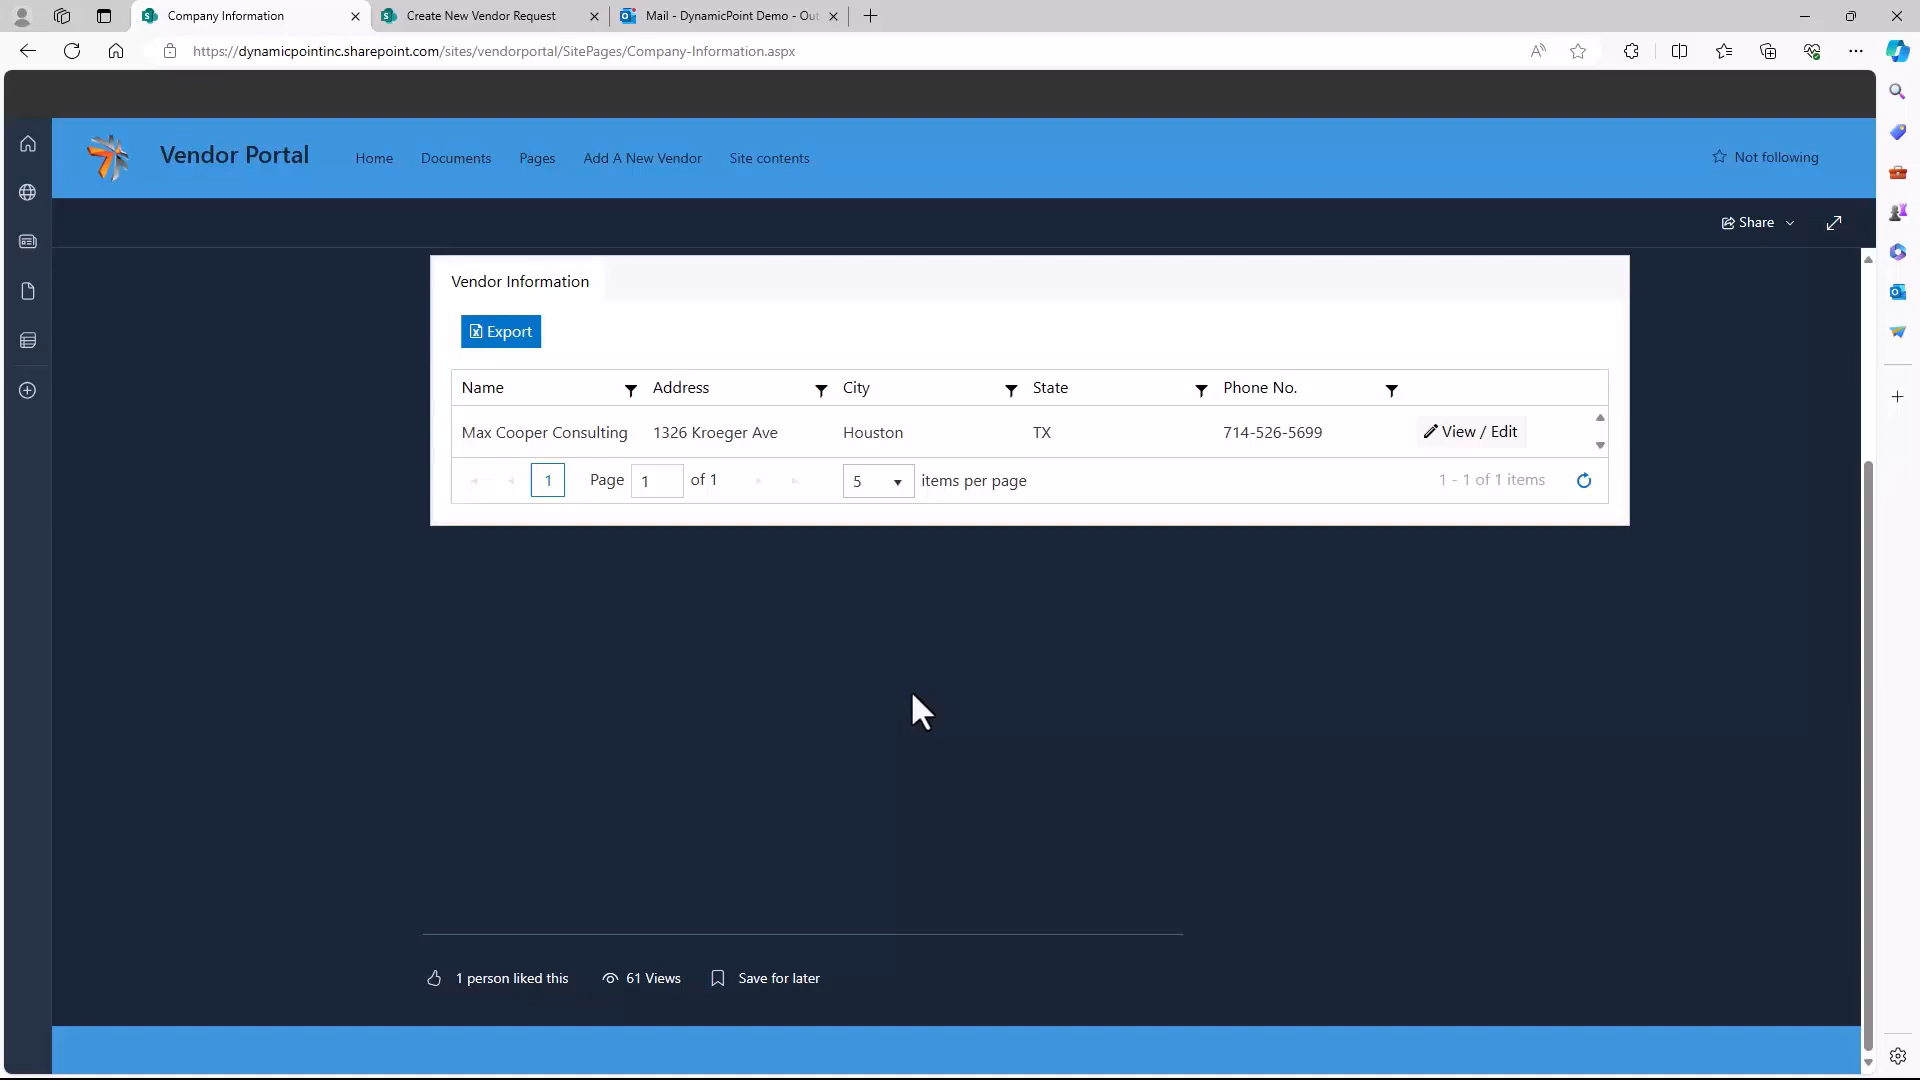 Company Information
Create New Vendor Request
Mail - DynamicPoint Demo - Out
https://dynamicpointinc.sharepoint.com/sites/vendorportal/SitePages/Company-Information.aspx
Vendor Portal
Home
Documents
Pages
Add A New Vendor
Site contents
Not following
Share
Vendor Information
Export
Name Address City State Phone No.
Max Cooper Consulting 1326 Kroeger Ave Houston TX 714-526-5699 View / Edit
1 Page 1 of 1 5 items per page 1 - 1 of 1 items
1 person liked this 61 Views Save for later